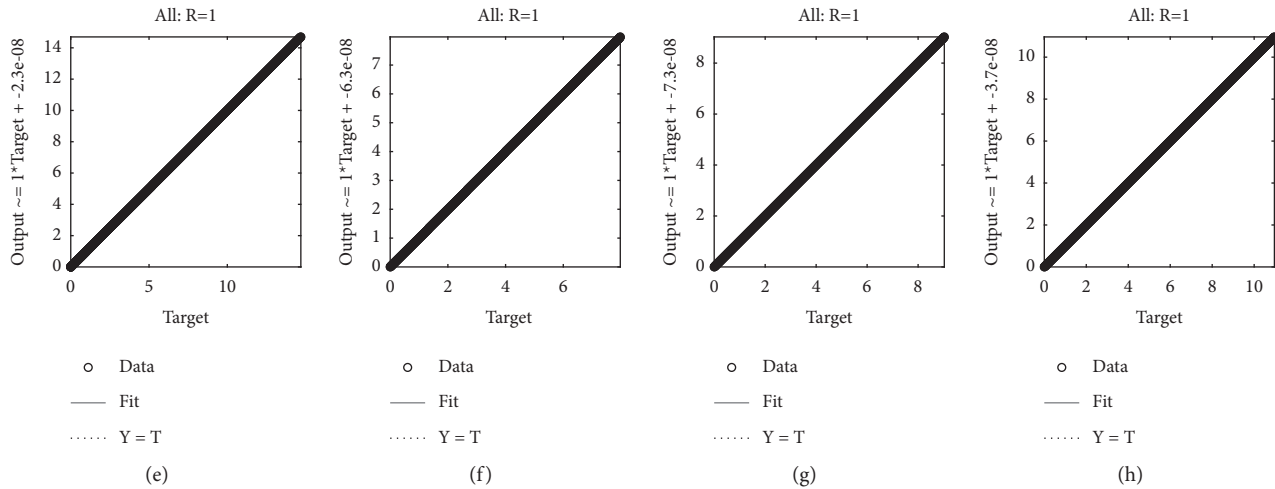 All: R=1
Output ~= 1*Target + -2.3e-08
14
12
10
8
6
4
2
0
0 5 10
Target
Data
Fit
Y = T
(e)
All: R=1
Output ~= 1*Target + -6.3e-08
7
6
5
4
3
2
1
0
0 2 4 6
Target
Data
Fit
Y = T
(f)
All: R=1
Output ~= 1*Target + -7.3e-08
8
6
4
2
0
0 2 4 6 8
Target
Data
Fit
Y = T
(g)
All: R=1
Output ~= 1*Target + -3.7e-08
10
8
6
4
2
0
0 2 4 6 8 10
Target
Data
Fit
Y = T
(h)